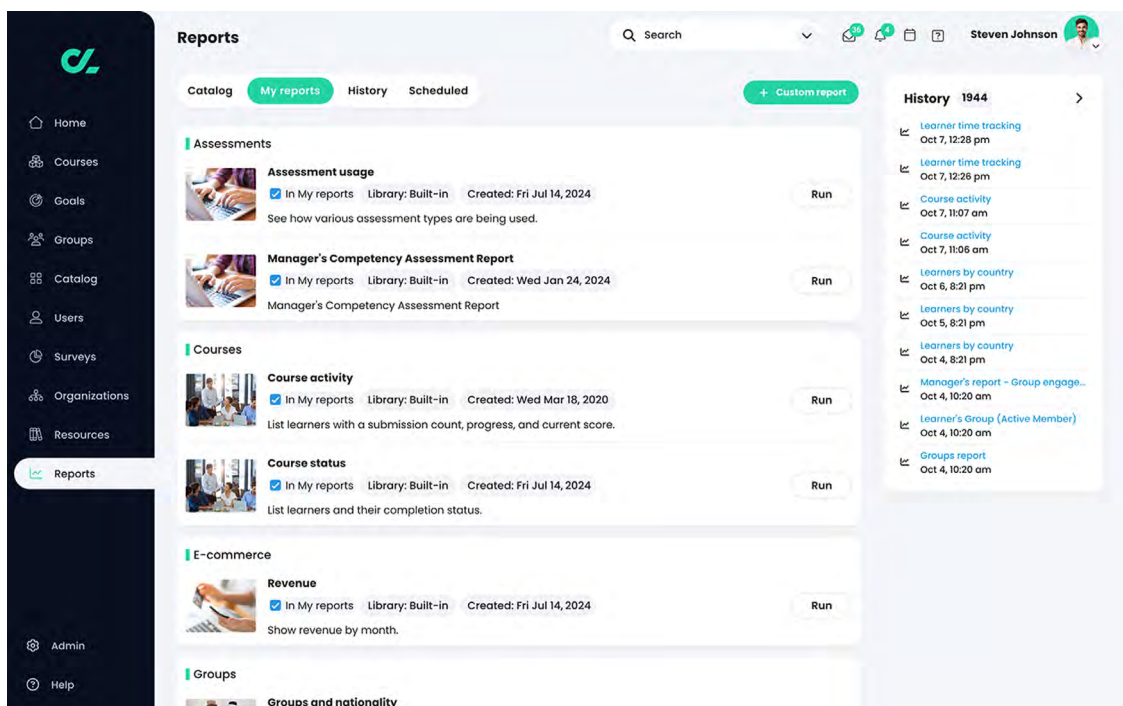 Reports
Search
36
4
Steven Johnson
Home
Courses
Goals
Groups
Catalog
Users
Surveys
Organizations
Resources
Reports
Admin
Help
Catalog My reports History Scheduled
+ Custom report
Assessments
Assessment usage
In My reports Library: Built-in Created: Fri Jul 14, 2024
Run
See how various assessment types are being used.
Manager's Competency Assessment Report
In My reports Library: Built-in Created: Wed Jan 24, 2024
Run
Manager's Competency Assessment Report
Courses
Course activity
In My reports Library: Built-in Created: Wed Mar 18, 2020
Run
List learners with a submission count, progress, and current score.
Course status
In My reports Library: Built-in Created: Fri Jul 14, 2024
Run
List learners and their completion status.
E-commerce
Revenue
In My reports Library: Built-in Created: Fri Jul 14, 2024
Run
Show revenue by month.
Groups
Groups and nationality
History 1944
Learner time tracking
Oct 7, 12:28 pm
Learner time tracking
Oct 7, 12:26 pm
Course activity
Oct 7, 11:07 am
Course activity
Oct 7, 11:06 am
Learners by country
Oct 6, 8:21 pm
Learners by country
Oct 5, 8:21 pm
Learners by country
Oct 4, 8:21 pm
Manager's report - Group engage...
Oct 4, 10:20 am
Learner's Group (Active Member)
Oct 4, 10:20 am
Groups report
Oct 4, 10:20 am